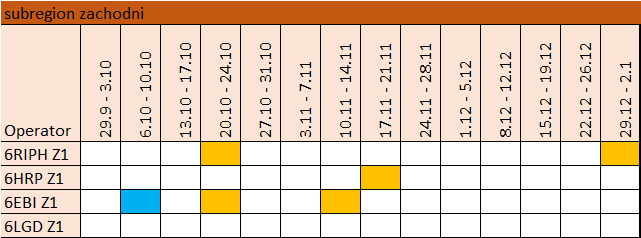 subregion zachodni
Operator
29.9 - 3.10
6.10 - 10.10
13.10 - 17.10
20.10 - 24.10
27.10 - 31.10
3.11 - 7.11
10.11 - 14.11
17.11 - 21.11
24.11 - 28.11
1.12 - 5.12
8.12 - 12.12
15.12 - 19.12
22.12 - 26.12
29.12 - 2.1
6RIPH Z1
6HRP Z1
6EBI Z1
6LGD Z1